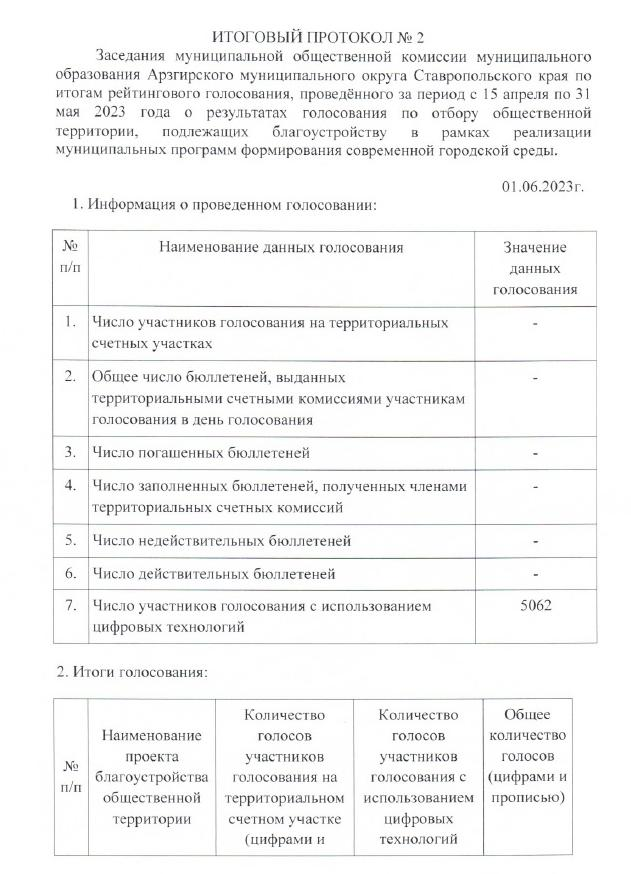 ИТОГОВЫЙ ПРОТОКОЛ № 2
Заседания муниципальной общественной комиссии муниципального
образования Арзгирского муниципального округа Ставропольского края по
итогам рейтингового голосования, проведённого за период с 15 апреля по 31
мая 2023 года о результатах голосования по отбору общественной
территории, подлежащих благоустройству в рамках реализации
муниципальных программ формирования современной городской среды.
01.06.2023г.
1. Информация о проведенном голосовании:
№
п/п
Наименование данных голосования
Значение
данных
голосования
1.
Число участников голосования на территориальных
счетных участках
-
2.
Общее число бюллетеней, выданных
территориальными счетными комиссиями участникам
голосования в день голосования
-
3.
Число погашенных бюллетеней
-
4.
Число заполненных бюллетеней, полученных членами
территориальных счетных комиссий
-
5.
Число недействительных бюллетеней
-
6.
Число действительных бюллетеней
-
7.
Число участников голосования с использованием
цифровых технологий
5062
2. Итоги голосования:
№
п/п
Наименование
проекта
благоустройства
общественной
территории
Количество
голосов
участников
голосования на
территориальном
счетном участке
(цифрами и
Количество
голосов
участников
голосования с
использованием
цифровых
технологий
Общее
количество
голосов
(цифрами и
прописью)